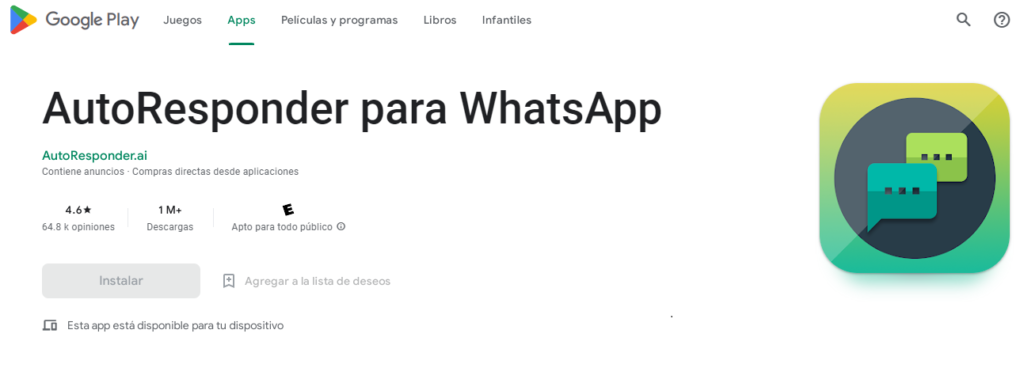 Google Play Juegos Apps Películas y programas Libros Infantiles
AutoResponder para WhatsApp
AutoResponder.ai
Contiene anuncios · Compras directas desde aplicaciones
4.6★ 1 M+ E
64.8 k opiniones Descargas Apto para todo público
Instalar Agregar a la lista de deseos
Esta app está disponible para tu dispositivo